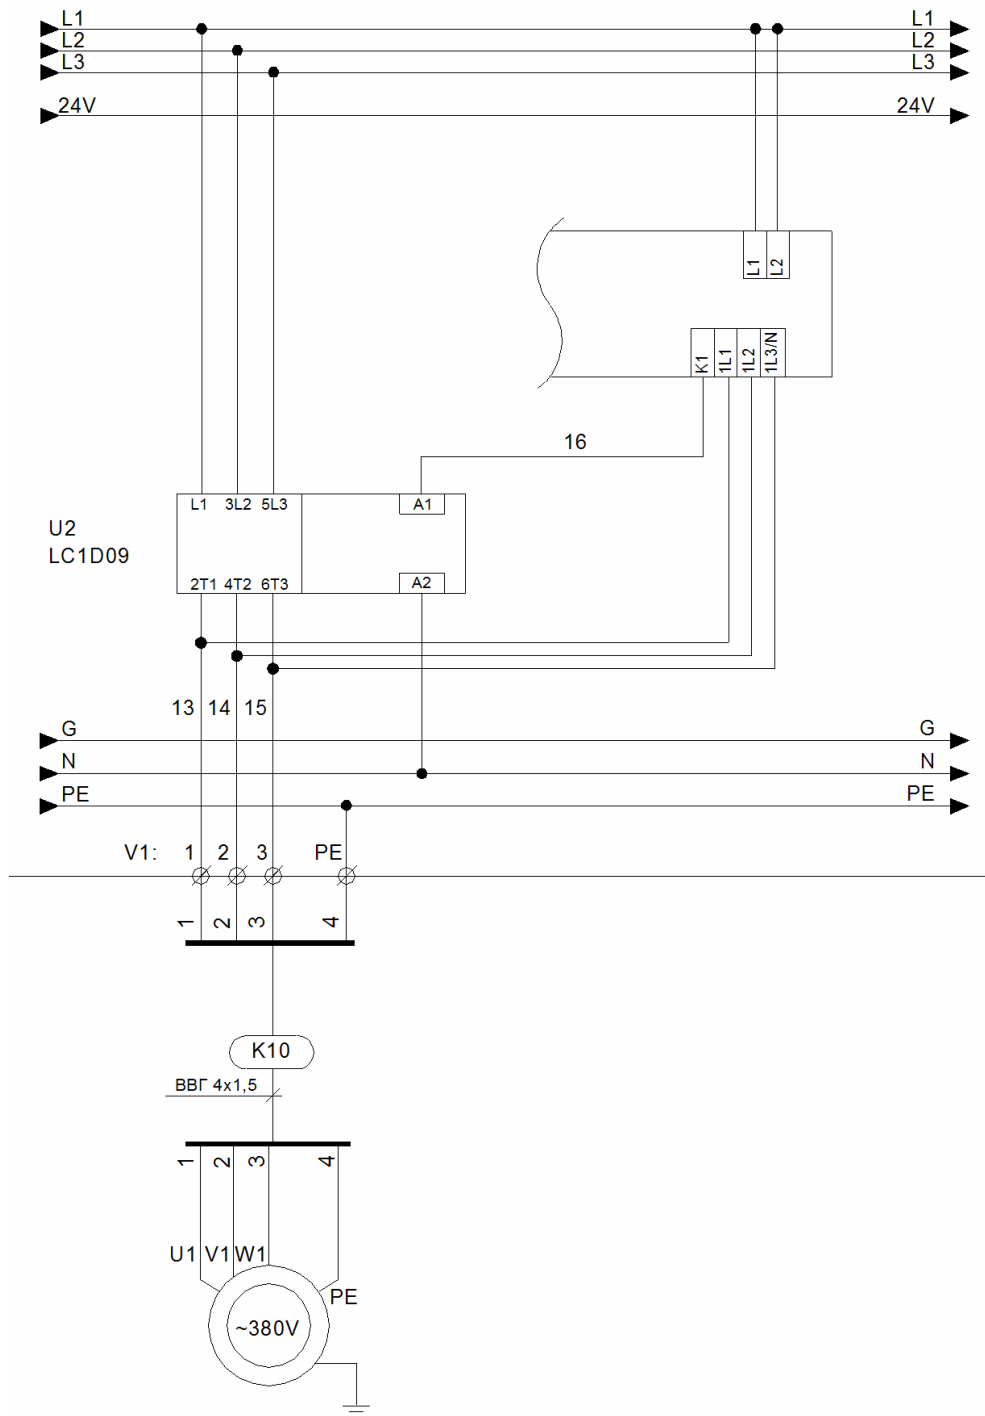 L1 L1
L2 L2
L3 L3
24V 24V
L1 L2
K1 1L1 1L2 1L3/N
16
L1 3L2 5L3 A1
U2
LC1D09
2T1 4T2 6T3 A2
13 14 15
G G
N N
PE PE
V1: 1 2 3 PE
1 2 3 4
K10
ВВГ 4x1,5
1 2 3 4
U1 V1 W1
PE
~380V